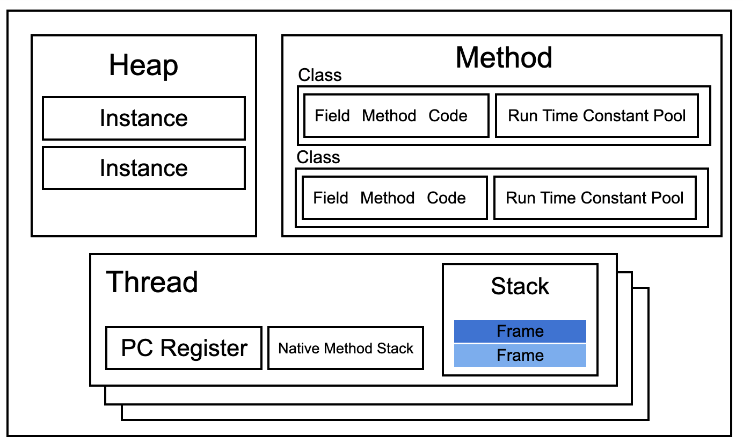 Heap
Instance
Instance
Method
Class
Field Method Code
Run Time Constant Pool
Class
Field Method Code
Run Time Constant Pool
Thread
PC Register
Native Method Stack
Stack
Frame
Frame